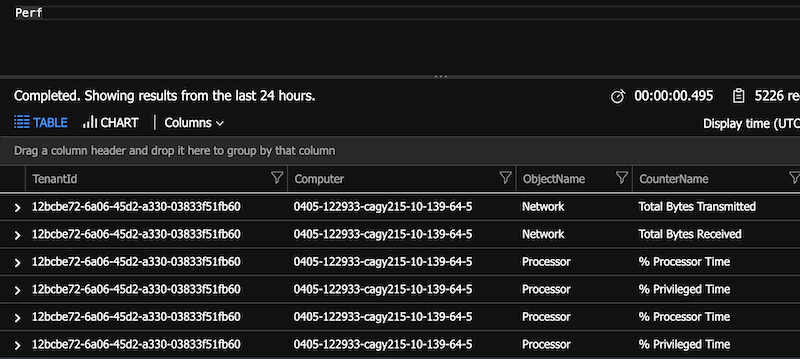 Perf
Completed. Showing results from the last 24 hours. 00:00:00.495 5226
TABLE CHART Columns Display time (UTC
Drag a column header and drop it here to group by that column
TenantId Computer ObjectName CounterName
12bcbe72-6a06-45d2-a330-03833f51fb60 0405-122933-cagy215-10-139-64-5 Network Total Bytes Transmitted
12bcbe72-6a06-45d2-a330-03833f51fb60 0405-122933-cagy215-10-139-64-5 Network Total Bytes Received
12bcbe72-6a06-45d2-a330-03833f51fb60 0405-122933-cagy215-10-139-64-5 Processor % Processor Time
12bcbe72-6a06-45d2-a330-03833f51fb60 0405-122933-cagy215-10-139-64-5 Processor % Privileged Time
12bcbe72-6a06-45d2-a330-03833f51fb60 0405-122933-cagy215-10-139-64-5 Processor % Processor Time
12bcbe72-6a06-45d2-a330-03833f51fb60 0405-122933-cagy215-10-139-64-5 Processor % Privileged Time